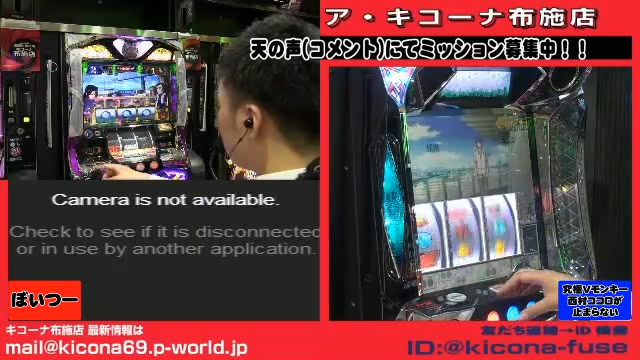 ア・キコーナ布施店
天の声(コメント)にてミッション募集中！！
Camera is not available.
Check to see if it is disconnected
or in use by another application.
ぽいつー
究極Vモンキー
西村ココロが
止まらない
キコーナ布施店 最新情報は
mail@kicona69.p-world.jp
友だち追加→ID 検索
ID:@kicona-fuse